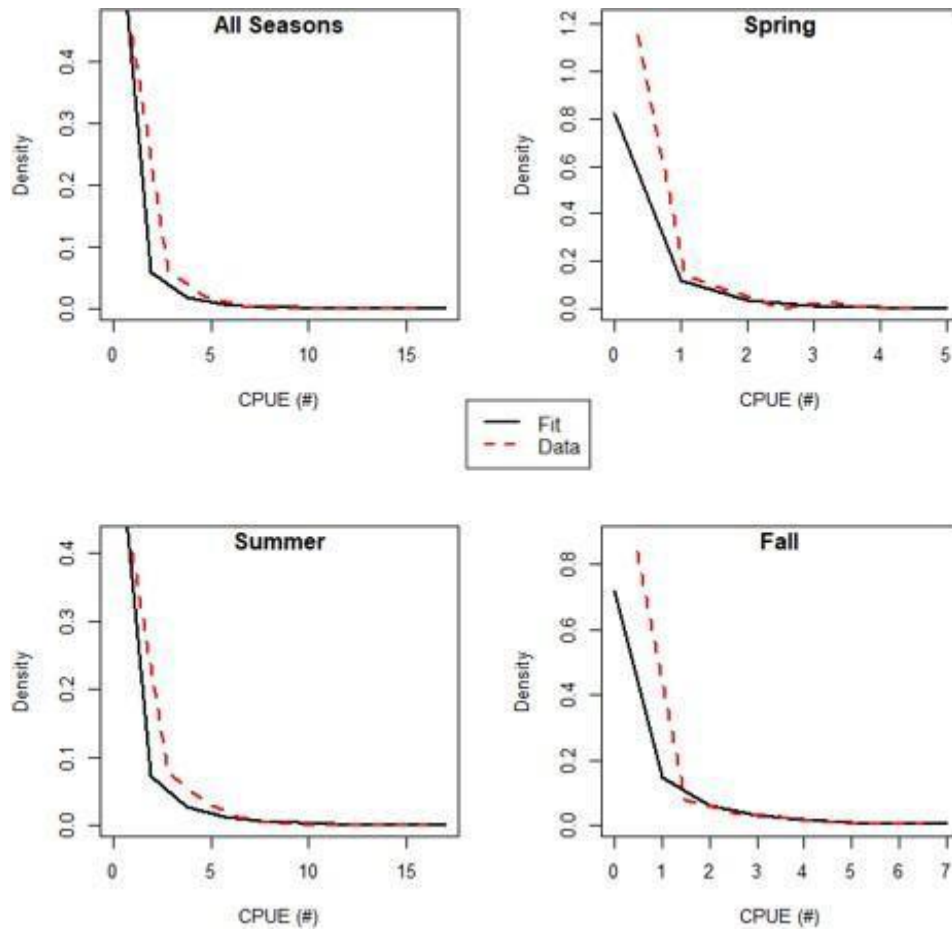 All Seasons
Density
0.0 0.1 0.2 0.3 0.4
0 5 10 15
CPUE (#)
Spring
Density
0.0 0.2 0.4 0.6 0.8 1.0 1.2
0 1 2 3 4 5
CPUE (#)
Fit
Data
Summer
Density
0.0 0.1 0.2 0.3 0.4
0 5 10 15
CPUE (#)
Fall
Density
0.0 0.2 0.4 0.6 0.8
0 1 2 3 4 5 6 7
CPUE (#)